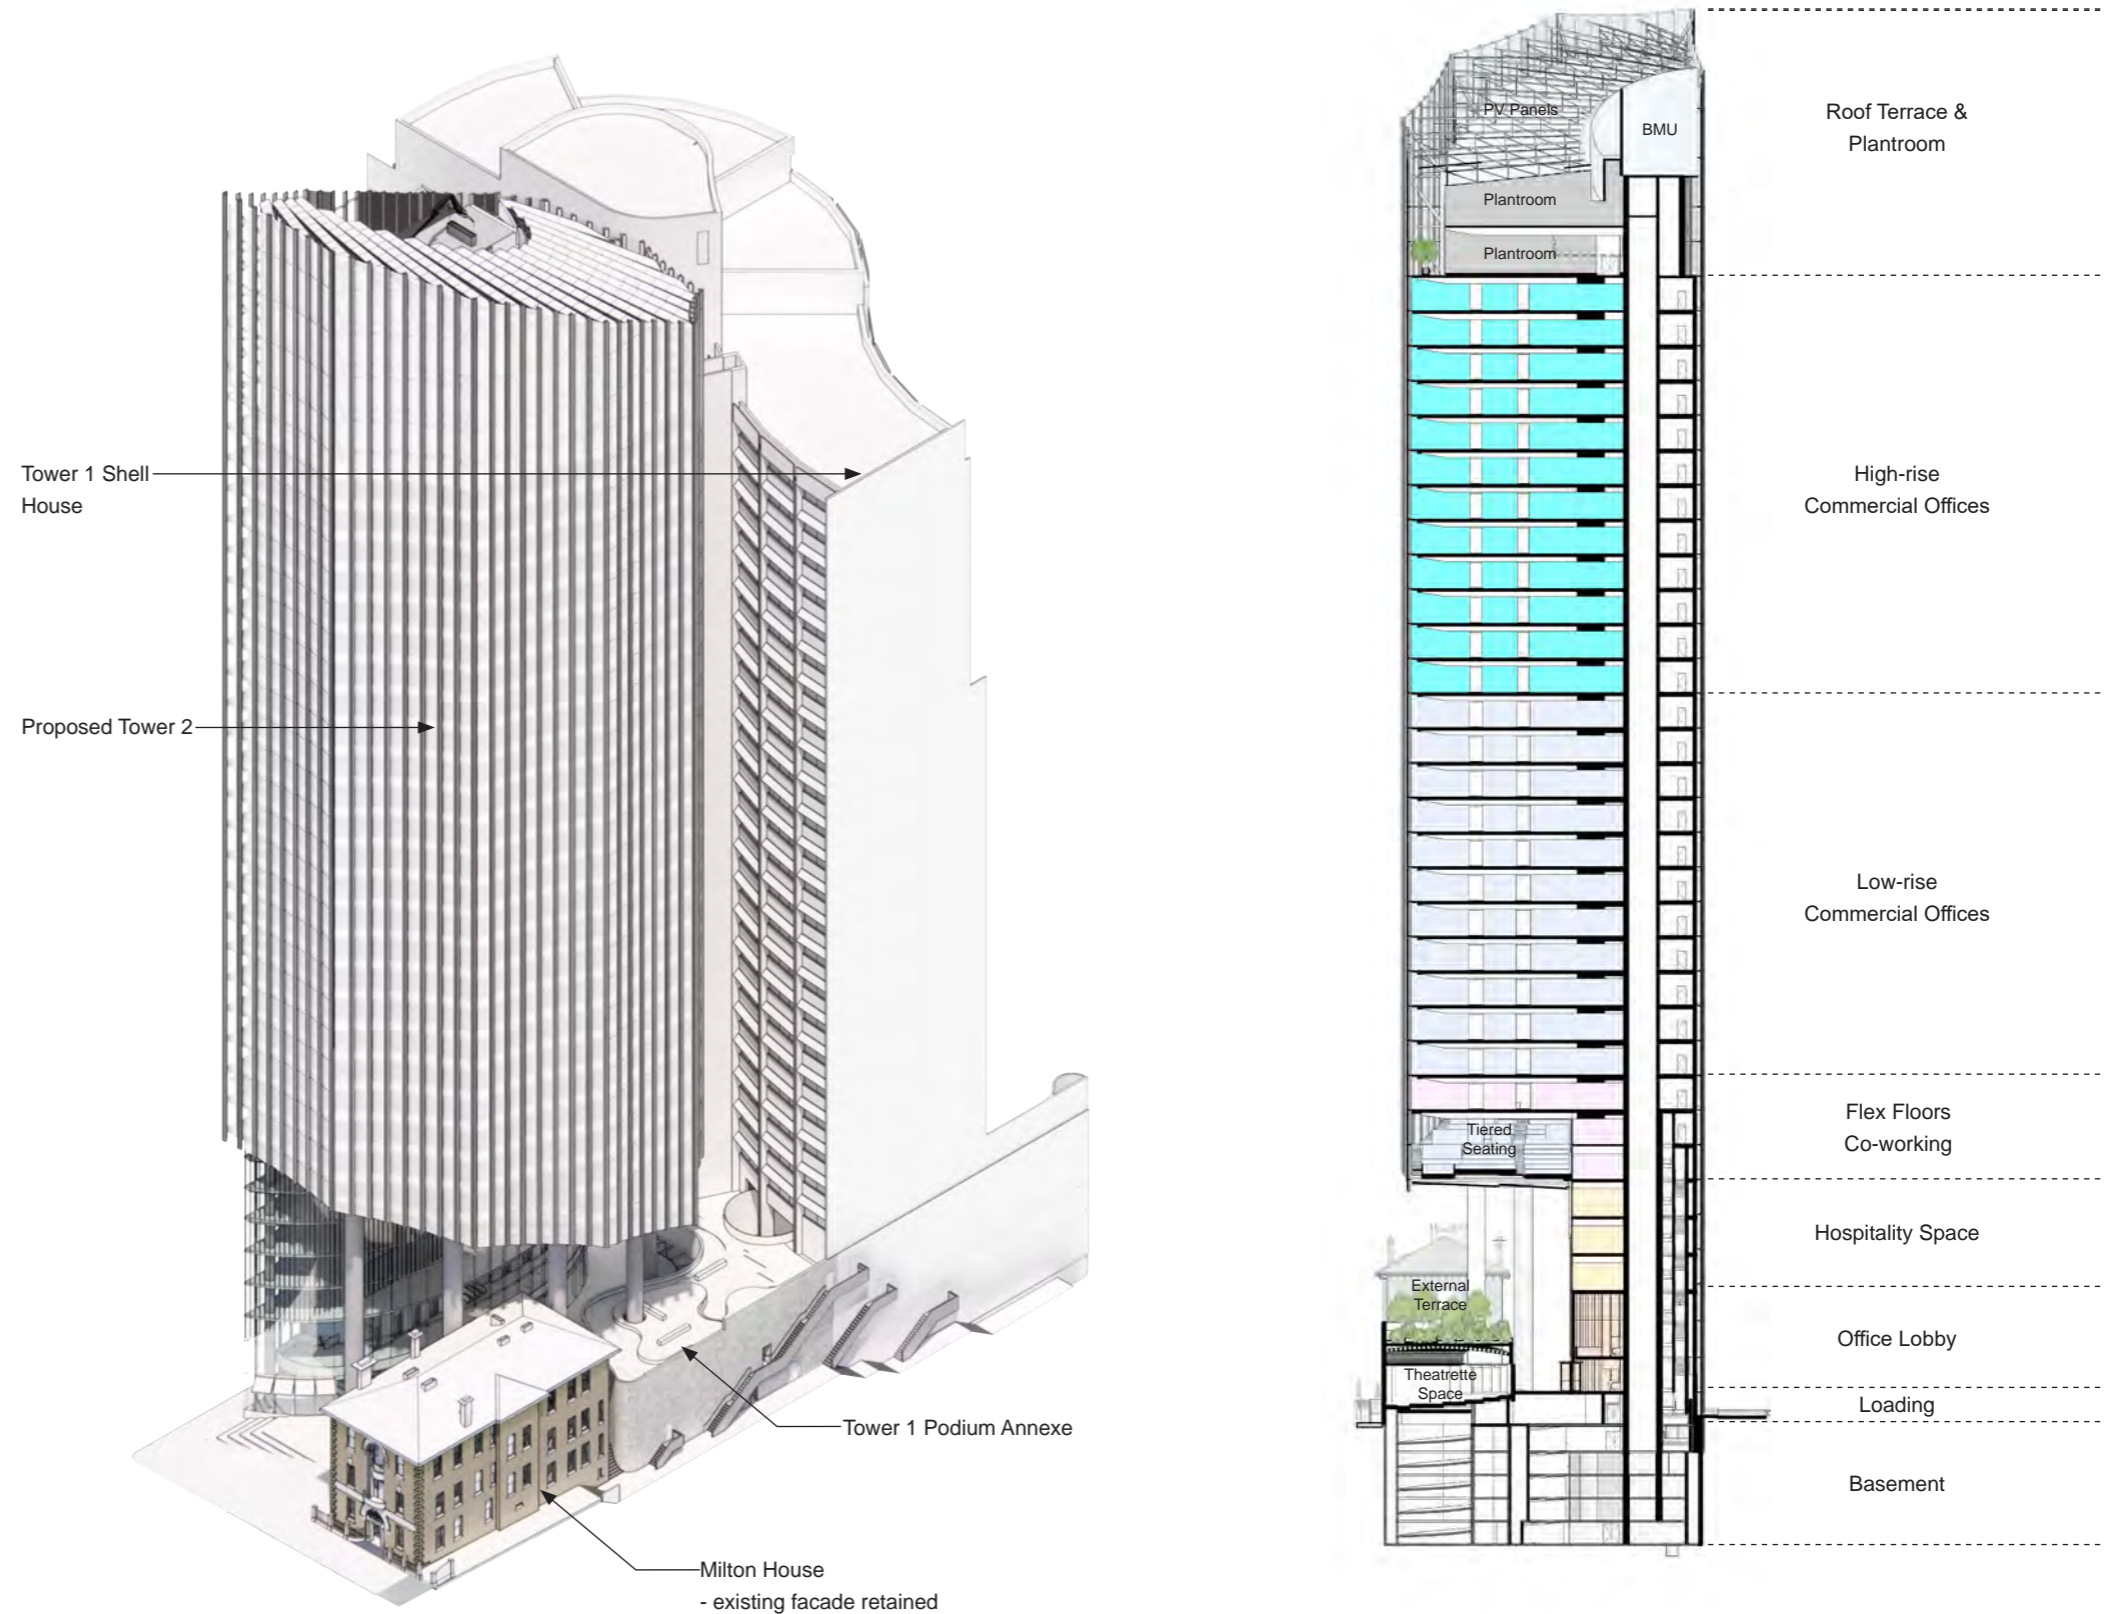 Tower 1 Shell
House
Proposed Tower 2
Tower 1 Podium Annexe
Milton House
- existing facade retained
PV Panels
BMU
Plantroom
Plantroom
Tiered
Seating
External
Terrace
Theatrette
Space
Roof Terrace &
Plantroom
High-rise
Commercial Offices
Low-rise
Commercial Offices
Flex Floors
Co-working
Hospitality Space
Office Lobby
Loading
Basement